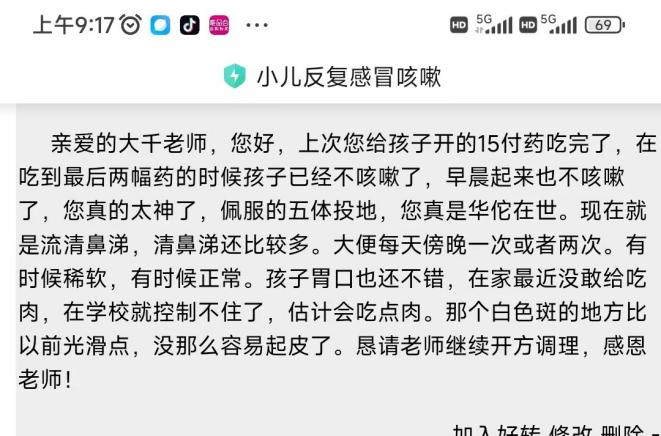 上午9:17 ··· HD 5G HD 5G 69
小儿反复感冒咳嗽
亲爱的大千老师，您好，上次您给孩子开的15付药吃完了，在
吃到最后两幅药的时候孩子已经不咳嗽了，早晨起来也不咳嗽
了，您真的太神了，佩服的五体投地，您真是华佗在世。现在就
是流清鼻涕，清鼻涕还比较多。大便每天傍晚一次或者两次。有
时候稀软，有时候正常。孩子胃口也还不错，在家最近没敢给吃
肉，在学校就控制不住了，估计会吃点肉。那个白色斑的地方比
以前光滑点，没那么容易起皮了。恳请老师继续开方调理，感恩
老师！
加入好转 修改 删除